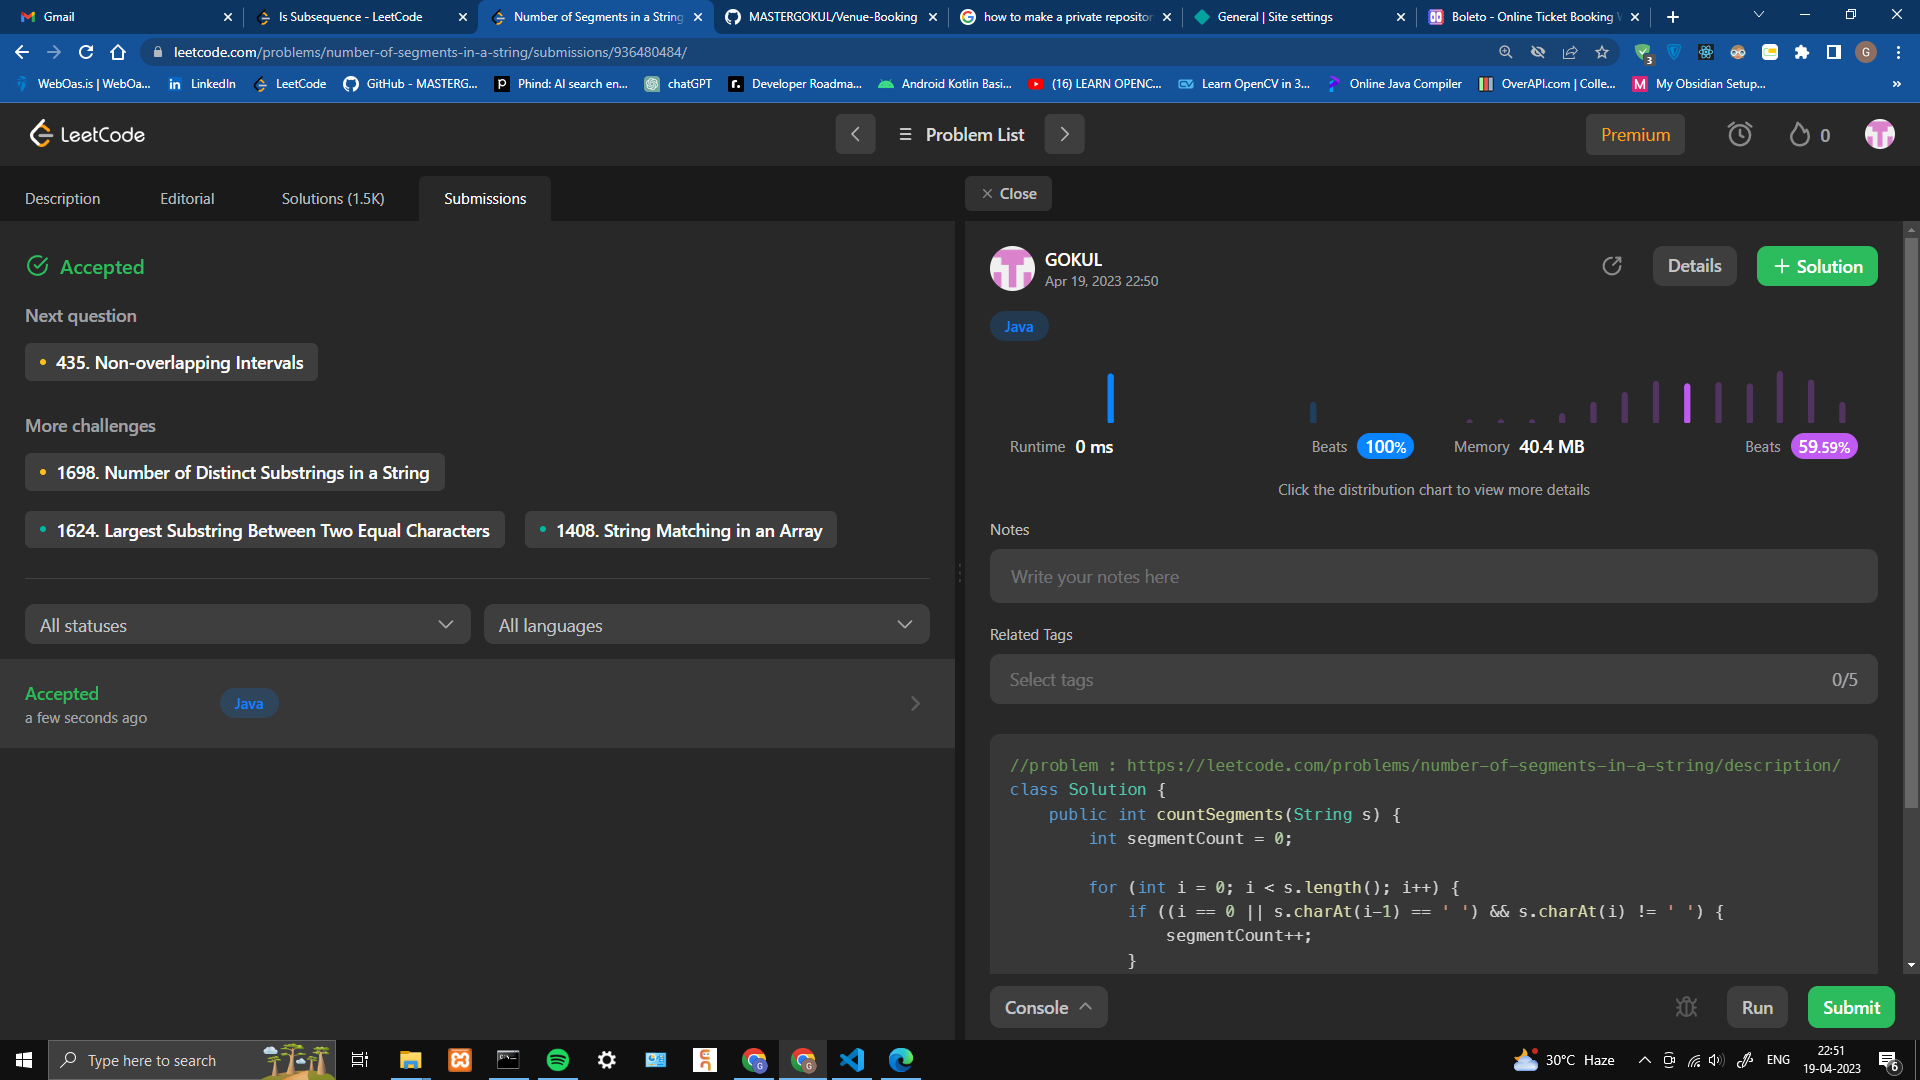 Gmail
Is Subsequence - LeetCode
Number of Segments in a String
MASTERGOKUL/Venue-Booking
how to make a private repositor
General | Site settings
Boleto - Online Ticket Booking
leetcode.com/problems/number-of-segments-in-a-string/submissions/936480484/
3
G
WebOas.is | WebOa...
LinkedIn
LeetCode
GitHub - MASTERG...
Phind: AI search en...
chatGPT
Developer Roadma...
Android Kotlin Basi...
(16) LEARN OPENC...
Learn OpenCV in 3...
Online Java Compiler
OverAPI.com | Colle...
My Obsidian Setup...
»
LeetCode
Problem List
Premium
0
Description
Editorial
Solutions (1.5K)
Submissions
Close
Accepted
Next question
435. Non-overlapping Intervals
More challenges
1698. Number of Distinct Substrings in a String
1624. Largest Substring Between Two Equal Characters
1408. String Matching in an Array
All statuses
All languages
Accepted
a few seconds ago
Java
GOKUL
Apr 19, 2023 22:50
Details
+ Solution
Java
Runtime 0 ms
Beats 100%
Memory 40.4 MB
Beats 59.59%
Click the distribution chart to view more details
Notes
Write your notes here
Related Tags
Select tags
0/5
//problem : https://leetcode.com/problems/number-of-segments-in-a-string/description/
class Solution {
public int countSegments(String s) {
int segmentCount = 0;
for (int i = 0; i < s.length(); i++) {
if ((i == 0 || s.charAt(i-1) == ' ') && s.charAt(i) != ' ') {
segmentCount++;
}
Console
Run
Submit
Type here to search
30°C Haze
ENG
22:51
19-04-2023
6